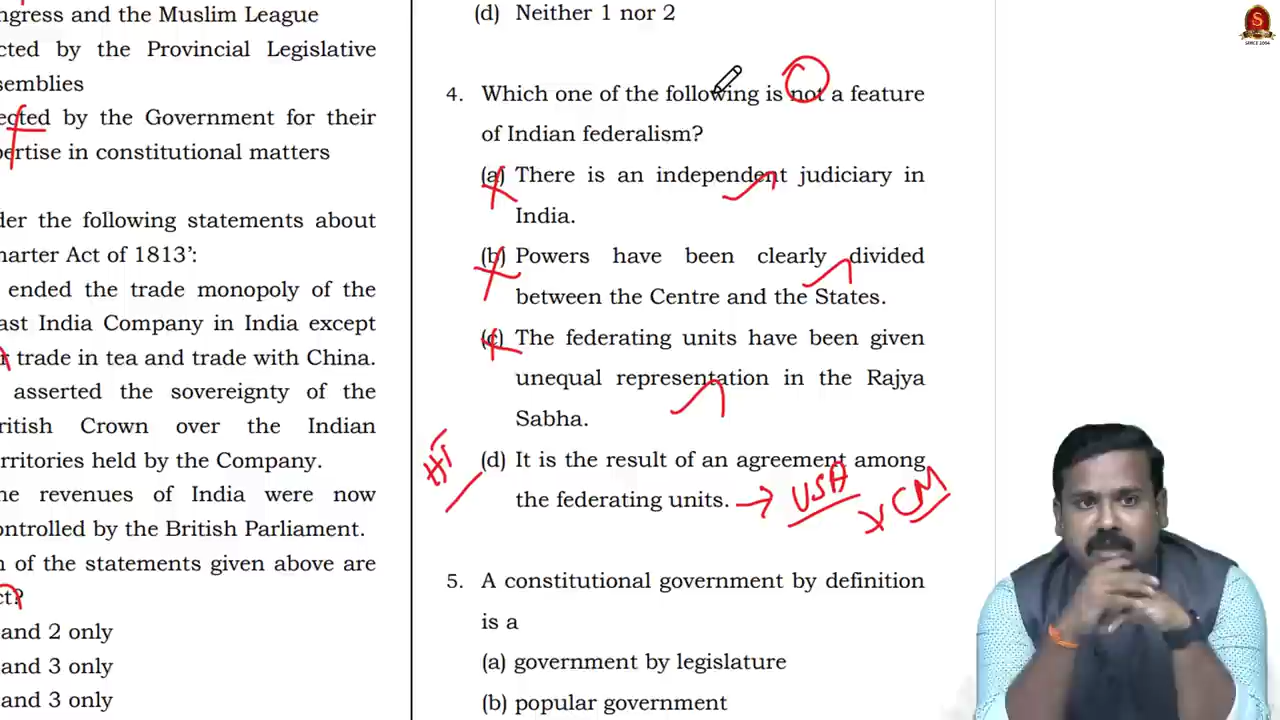 ngress and the Muslim League
cted by the Provincial Legislative
semblies
ected by the Government for their
pertise in constitutional matters
der the following statements about
harter Act of 1813’:
ended the trade monopoly of the
ast India Company in India except
r trade in tea and trade with China.
asserted the sovereignty of the
ritish Crown over the Indian
rritories held by the Company.
he revenues of India were now
ontrolled by the British Parliament.
h of the statements given above are
ct?
and 2 only
and 3 only
and 3 only
(d) Neither 1 nor 2
4. Which one of the following is not a feature
of Indian federalism?
(a) There is an independent judiciary in
India.
(b) Powers have been clearly divided
between the Centre and the States.
(c) The federating units have been given
unequal representation in the Rajya
Sabha.
(d) It is the result of an agreement among
the federating units. → USA
x CM
HT
5. A constitutional government by definition
is a
(a) government by legislature
(b) popular government
SINCE 2004